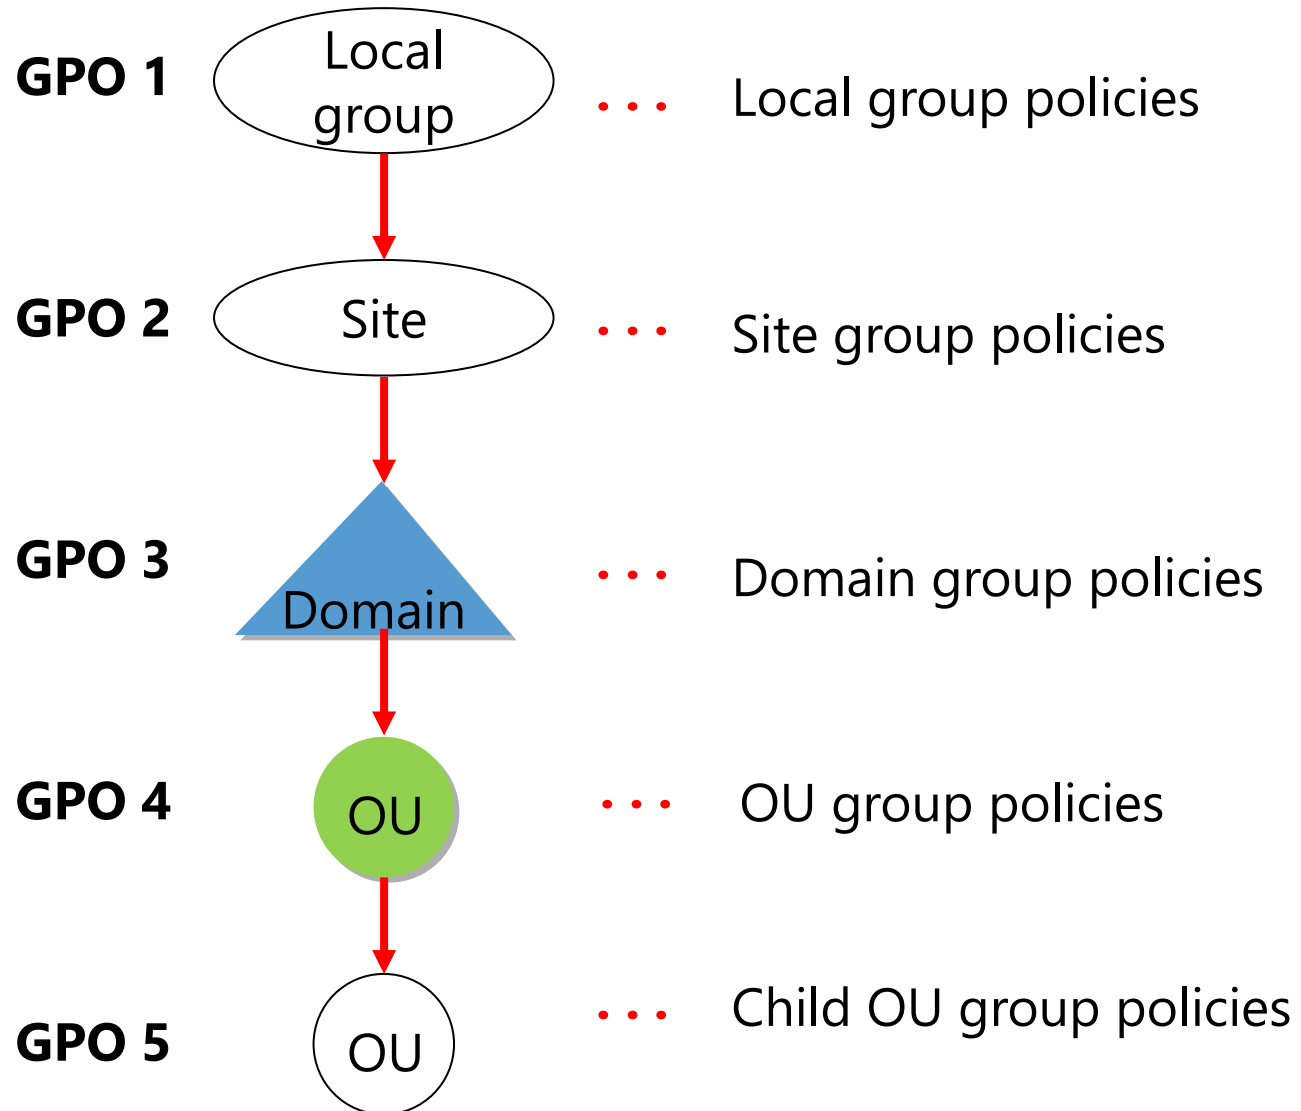 GPO 1
Local
group
. . .
Local group policies
GPO 2
Site
. . .
Site group policies
GPO 3
Domain
. . .
Domain group policies
GPO 4
OU
. . .
OU group policies
GPO 5
OU
. . .
Child OU group policies